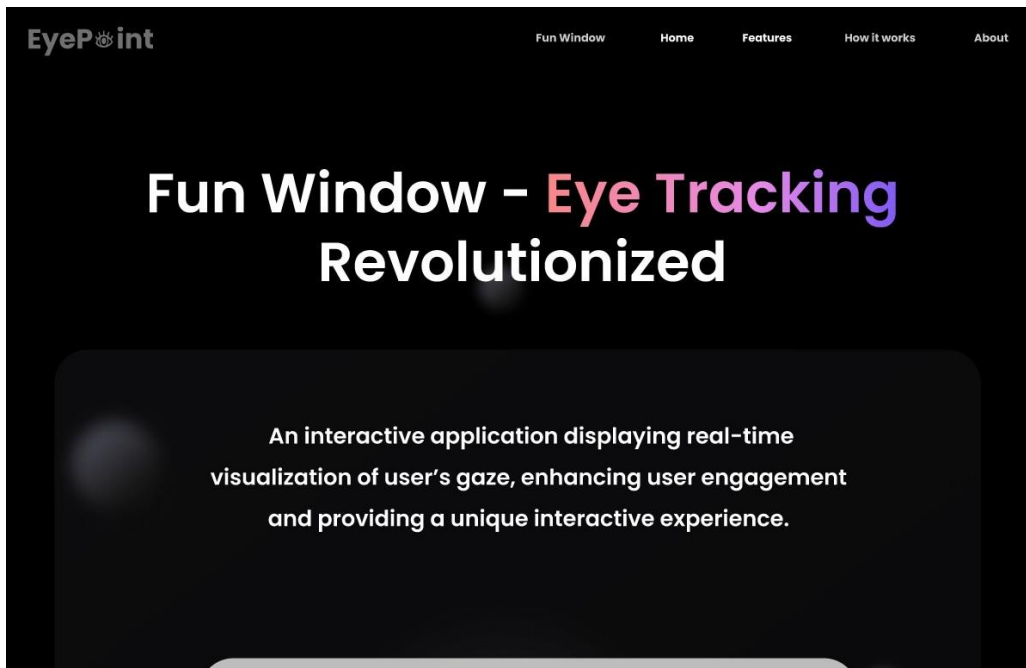 EyePoint
Fun Window Home Features How it works About
Fun Window - Eye Tracking
Revolutionized
An interactive application displaying real-time
visualization of user’s gaze, enhancing user engagement
and providing a unique interactive experience.